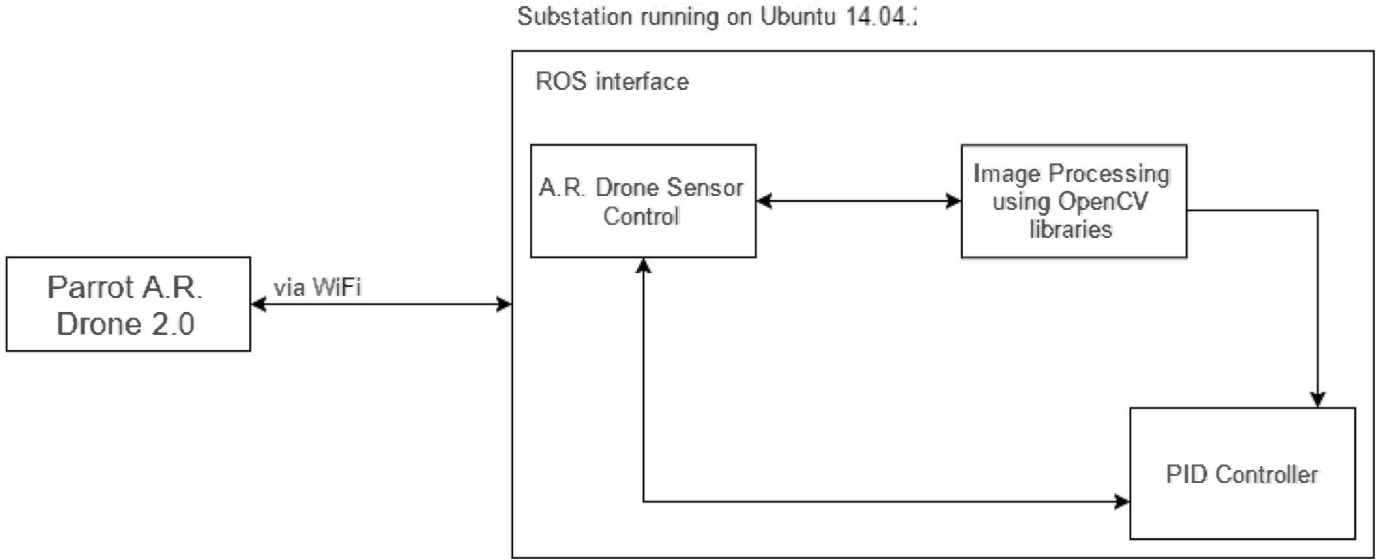 Substation running on Ubuntu 14.04.
ROS interface
A.R. Drone Sensor
Control
Image Processing
using OpenCV
libraries
Parrot A.R.
Drone 2.0
via WiFi
PID Controller